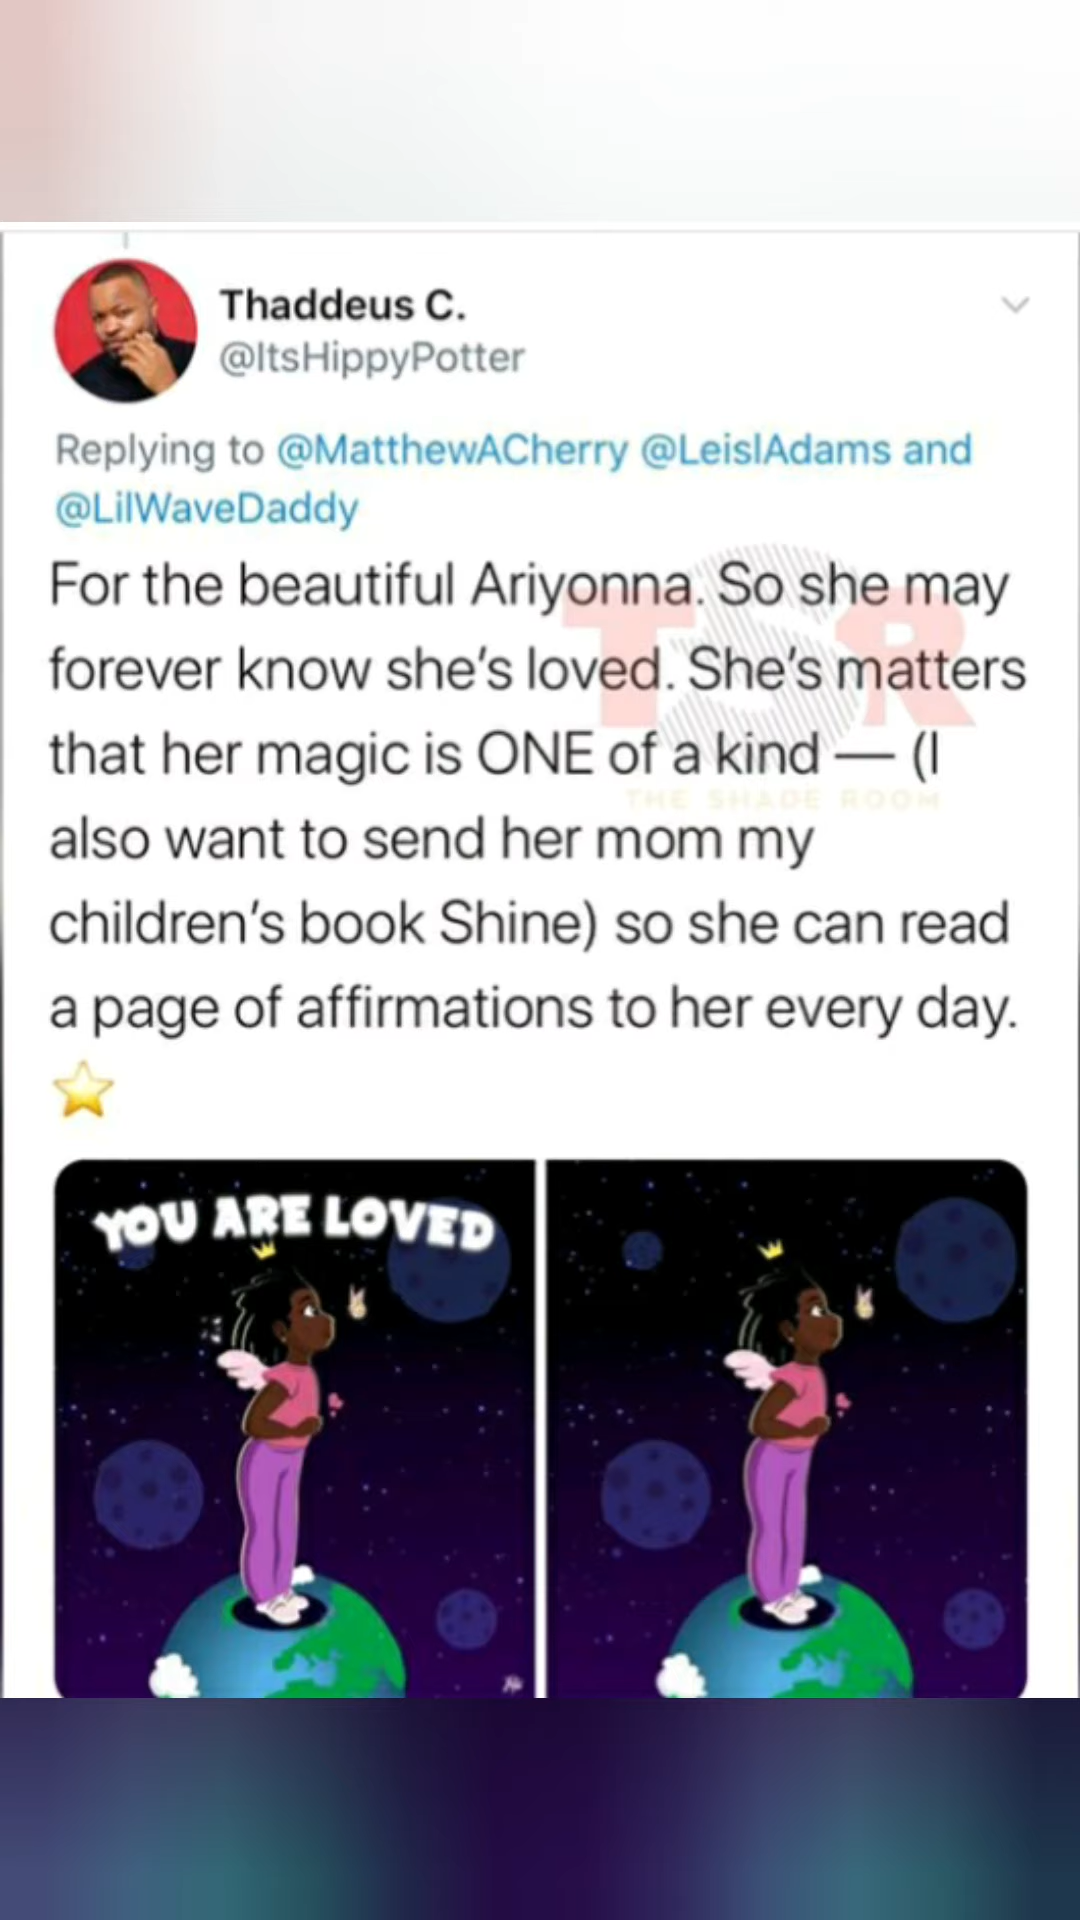 Thaddeus C.
@ItsHippyPotter
Replying to @MatthewACherry @LeislAdams and
@LilWaveDaddy
For the beautiful Ariyonna. So she may
forever know she's loved. She's matters
that her magic is ONE of a kind — (I
also want to send her mom my
children's book Shine) so she can read
a page of affirmations to her every day.
⭐
TSR
THE SHADE ROOM
YOU ARE LOVED